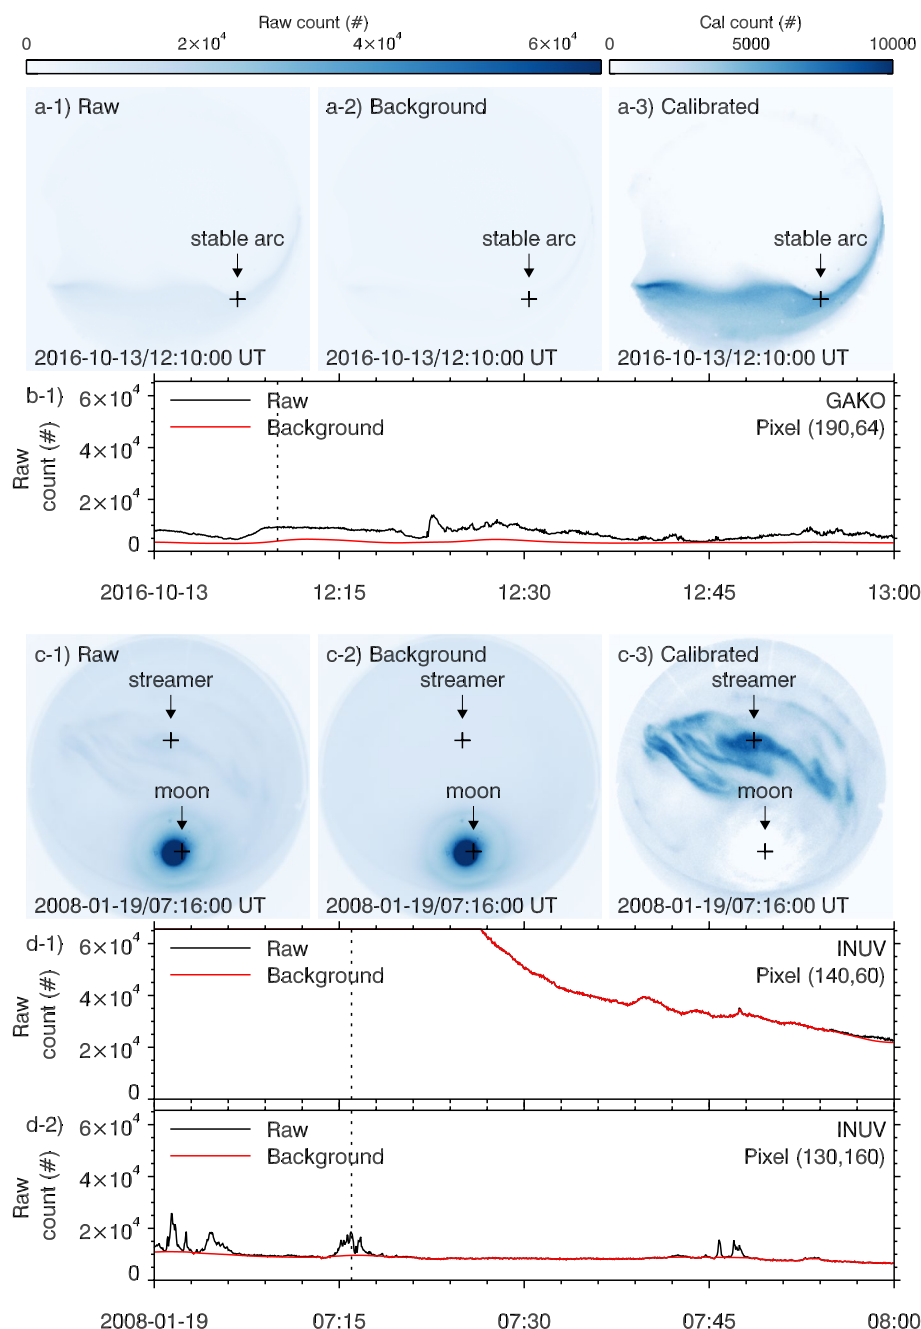 Raw count (#)
Cal count (#)
0 2×10⁴ 4×10⁴ 6×10⁴
0 5000 10000
a-1) Raw
a-2) Background
a-3) Calibrated
stable arc
stable arc
stable arc
2016-10-13/12:10:00 UT
2016-10-13/12:10:00 UT
2016-10-13/12:10:00 UT
b-1)
Raw
count (#)
6×10⁴
4×10⁴
2×10⁴
0
Raw
Background
GAKO
Pixel (190,64)
2016-10-13 12:15 12:30 12:45 13:00
c-1) Raw
c-2) Background
c-3) Calibrated
streamer
streamer
streamer
moon
moon
moon
2008-01-19/07:16:00 UT
2008-01-19/07:16:00 UT
2008-01-19/07:16:00 UT
d-1)
Raw
count (#)
6×10⁴
4×10⁴
2×10⁴
0
Raw
Background
INUV
Pixel (140,60)
d-2)
Raw
count (#)
6×10⁴
4×10⁴
2×10⁴
0
Raw
Background
INUV
Pixel (130,160)
2008-01-19 07:15 07:30 07:45 08:00